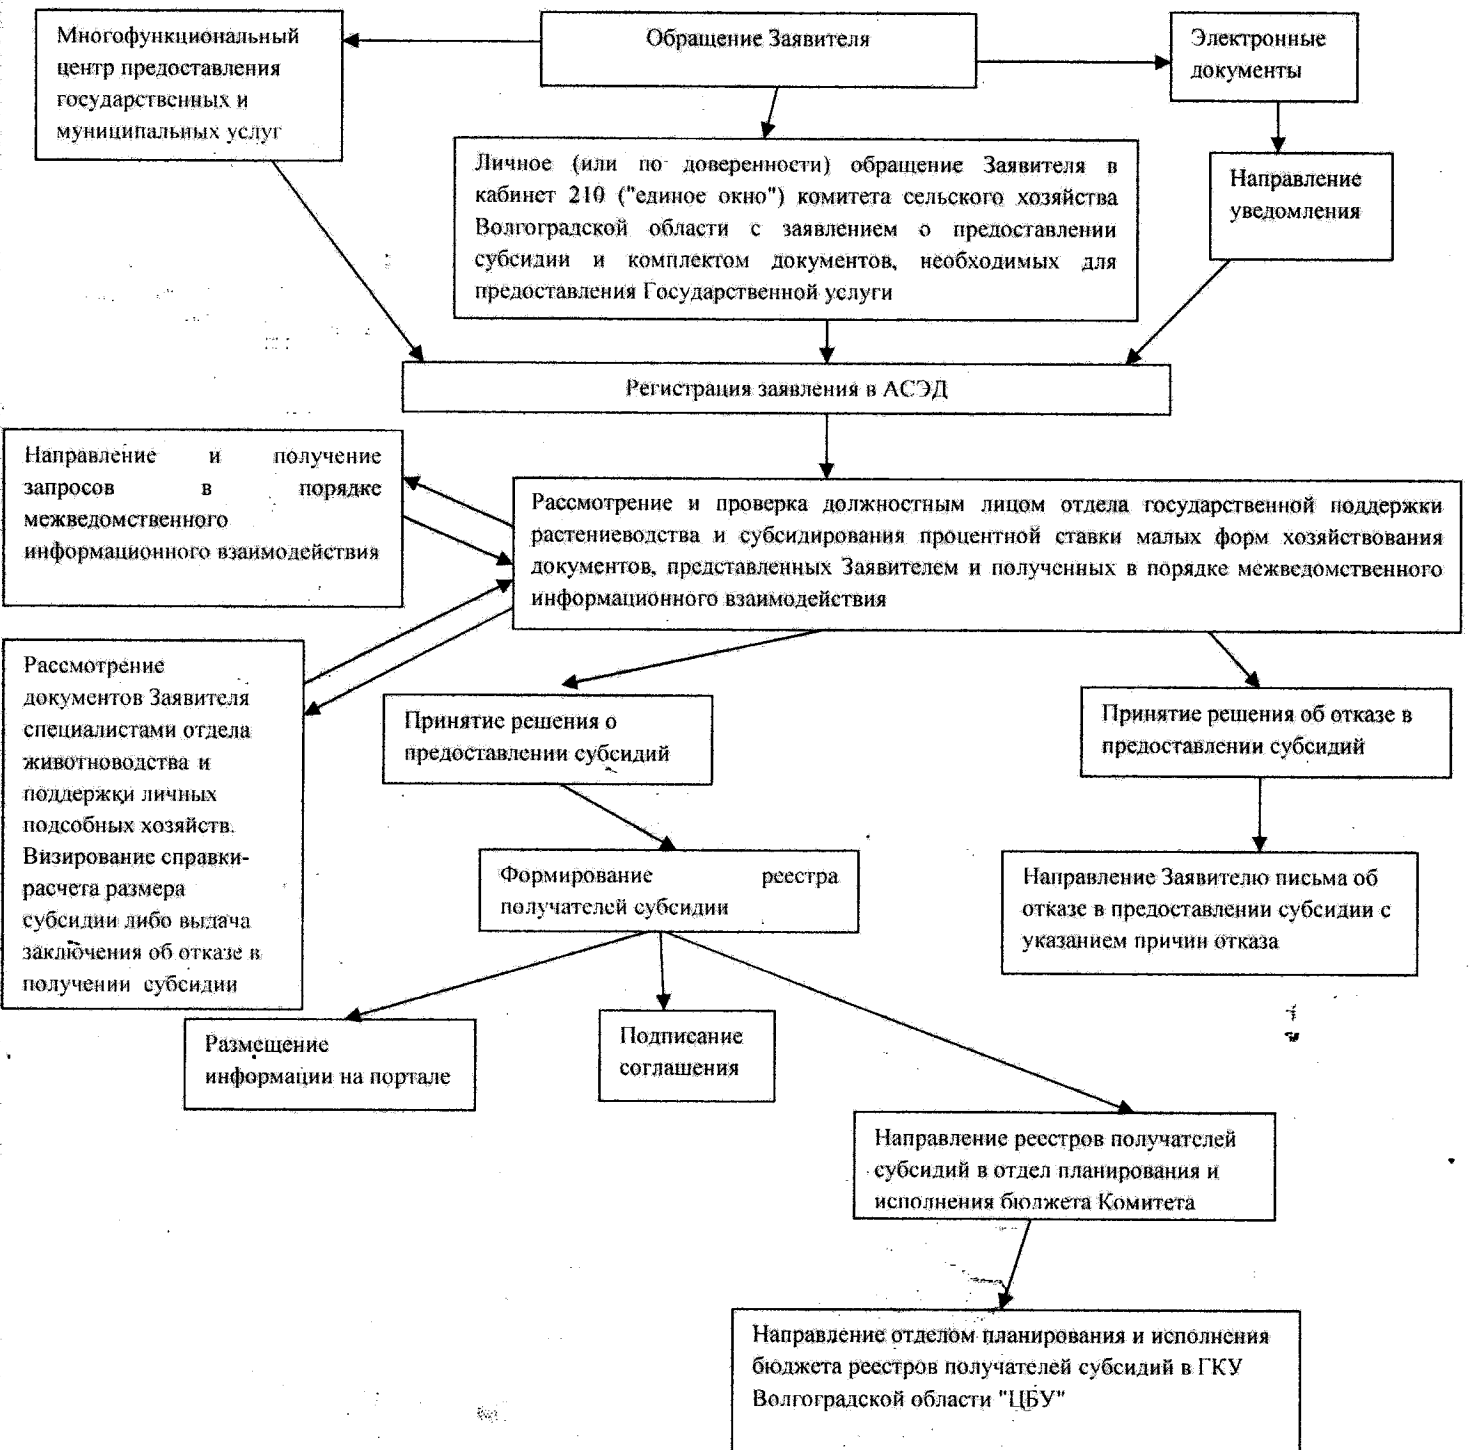 Многофункциональный
центр предоставления
государственных и
муниципальных услуг
Обращение Заявителя
Электронные
документы
Личное (или по доверенности) обращение Заявителя в
кабинет 210 ("единое окно") комитета сельского хозяйства
Волгоградской области с заявлением о предоставлении
субсидии и комплектом документов, необходимых для
предоставления Государственной услуги
Направление
уведомления
Регистрация заявления в АСЭД
Направление и получение
запросов в порядке
межведомственного
информационного взаимодействия
Рассмотрение и проверка должностным лицом отдела государственной поддержки
растениеводства и субсидирования процентной ставки малых форм хозяйствования
документов, представленных Заявителем и полученных в порядке межведомственного
информационного взаимодействия
Рассмотрение
документов Заявителя
специалистами отдела
животноводства и
поддержки личных
подсобных хозяйств.
Визирование справки-
расчета размера
субсидии либо выдача
заключения об отказе в
получении субсидии
Принятие решения о
предоставлении субсидий
Принятие решения об отказе в
предоставлении субсидий
Формирование реестра
получателей субсидии
Направление Заявителю письма об
отказе в предоставлении субсидии с
указанием причин отказа
Размещение
информации на портале
Подписание
соглашения
Направление реестров получателей
субсидий в отдел планирования и
исполнения бюджета Комитета
Направление отделом планирования и исполнения
бюджета реестров получателей субсидий в ГКУ
Волгоградской области "ЦБУ"